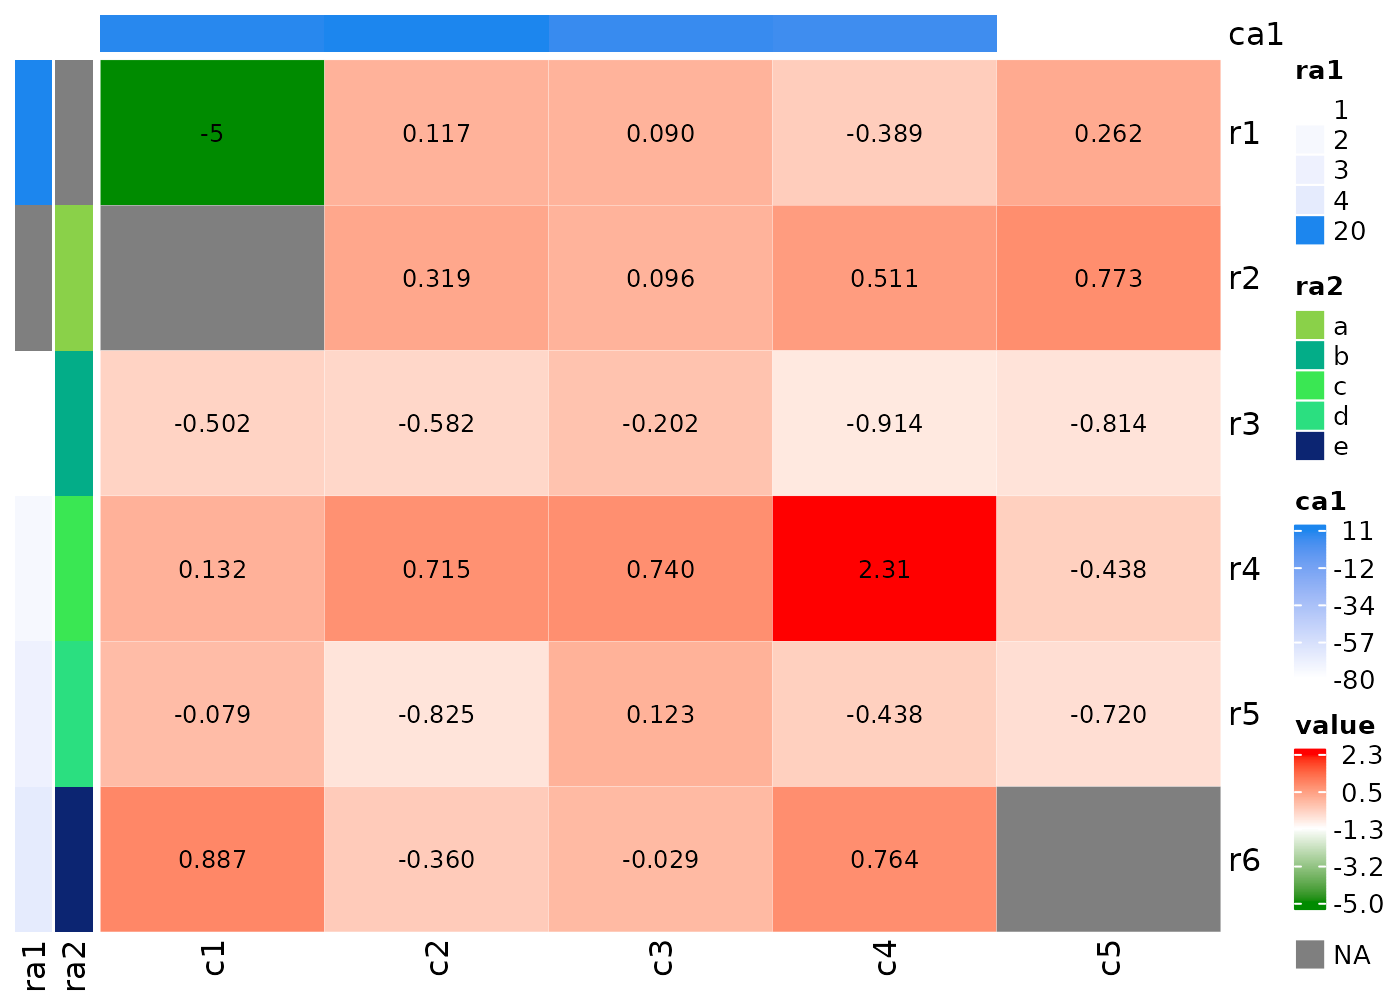 ca1
-5 0.117 0.090 -0.389 0.262 r1
0.319 0.096 0.511 0.773 r2
-0.502 -0.582 -0.202 -0.914 -0.814 r3
0.132 0.715 0.740 2.31 -0.438 r4
-0.079 -0.825 0.123 -0.438 -0.720 r5
0.887 -0.360 -0.029 0.764 r6
ra1 ra2 c1 c2 c3 c4 c5
ra1
1
2
3
4
20
ra2
a
b
c
d
e
ca1
11
-12
-34
-57
-80
value
2.3
0.5
-1.3
-3.2
-5.0
NA